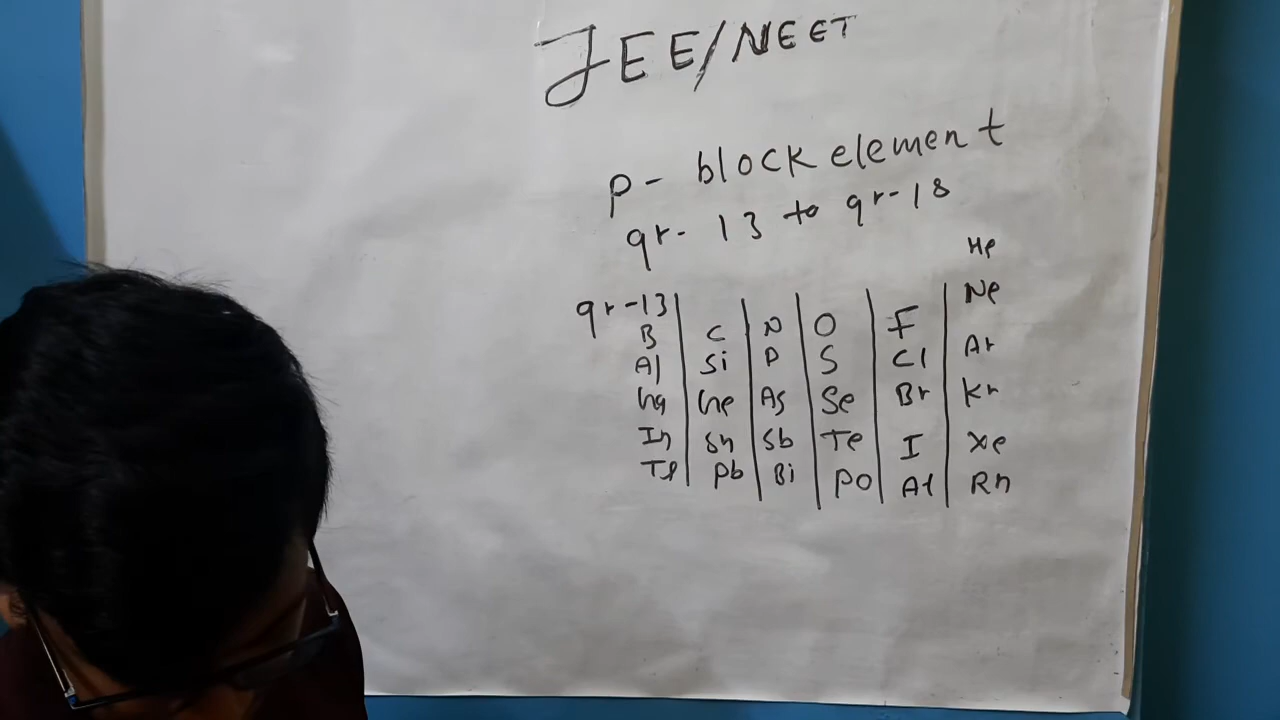 JEE/NEET
p- block element
gr- 13 to gr-18
He
gr-13 Ne
B C N O F
Al Si P S Cl Ar
Ga Ge As Se Br Kr
In Sn Sb Te I Xe
Tl Pb Bi Po At Rn